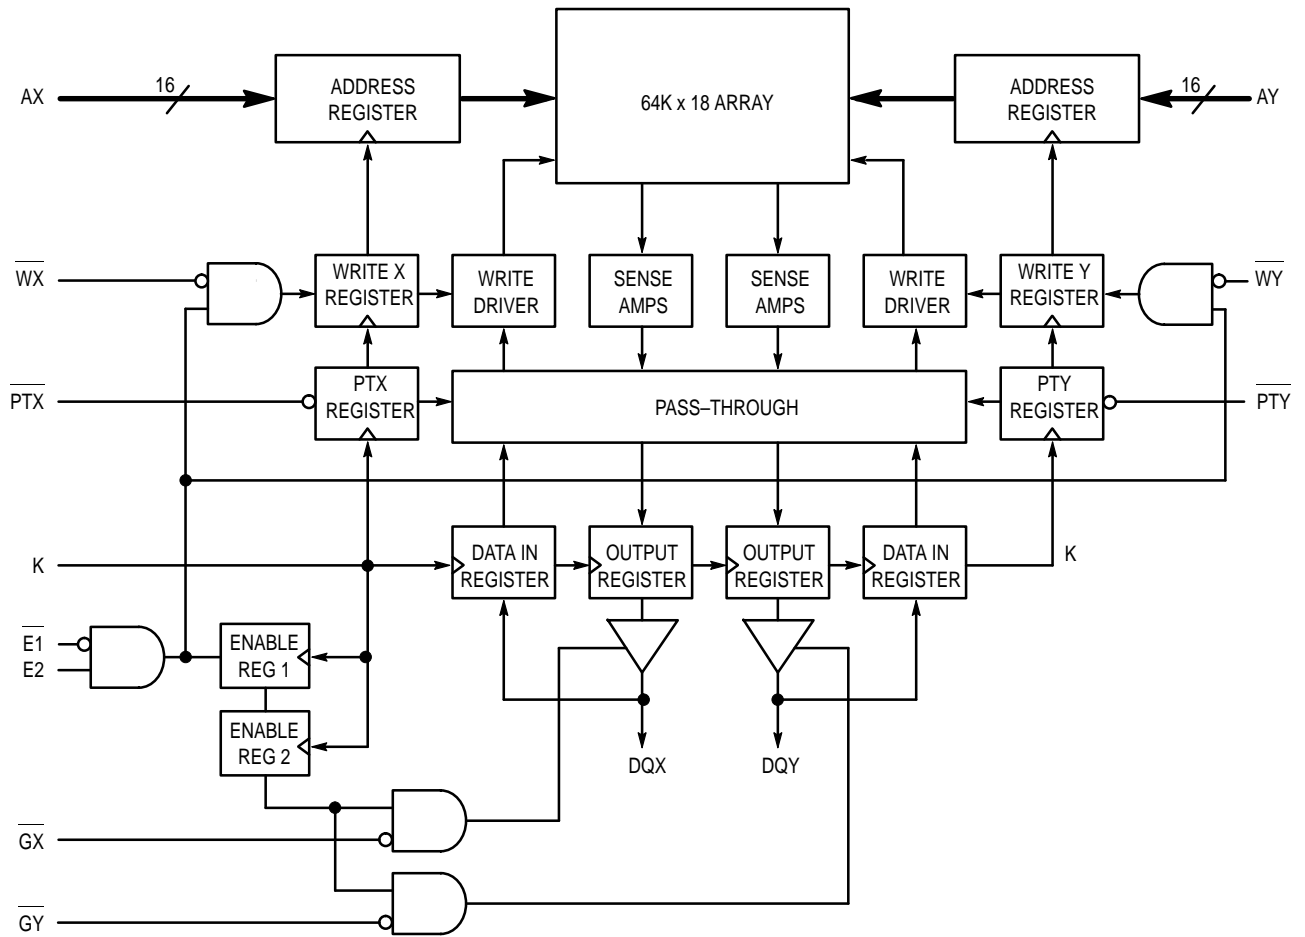 AX
16
ADDRESS
REGISTER
64K x 18 ARRAY
ADDRESS
REGISTER
16
AY
WX
WRITE X
REGISTER
WRITE
DRIVER
SENSE
AMPS
SENSE
AMPS
WRITE
DRIVER
WRITE Y
REGISTER
WY
PTX
PTX
REGISTER
PASS–THROUGH
PTY
REGISTER
PTY
K
DATA IN
REGISTER
OUTPUT
REGISTER
OUTPUT
REGISTER
DATA IN
REGISTER
K
E1
E2
ENABLE
REG 1
ENABLE
REG 2
DQX
DQY
GX
GY